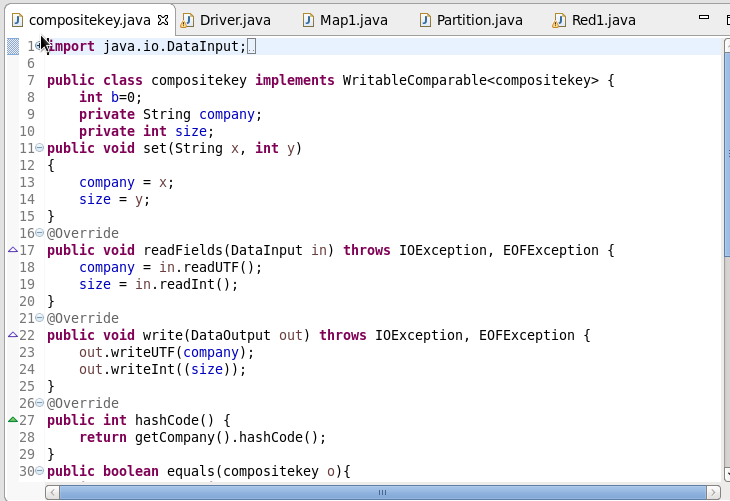 compositekey.java Driver.java Map1.java Partition.java Red1.java
1 import java.io.DataInput;
6
7 public class compositekey implements WritableComparable<compositekey> {
8     int b=0;
9     private String company;
10     private int size;
11 public void set(String x, int y)
12 {
13     company = x;
14     size = y;
15 }
16 @Override
17 public void readFields(DataInput in) throws IOException, EOFException {
18     company = in.readUTF();
19     size = in.readInt();
20 }
21 @Override
22 public void write(DataOutput out) throws IOException, EOFException {
23     out.writeUTF(company);
24     out.writeInt((size));
25 }
26 @Override
27 public int hashCode() {
28     return getCompany().hashCode();
29 }
30 public boolean equals(compositekey o){